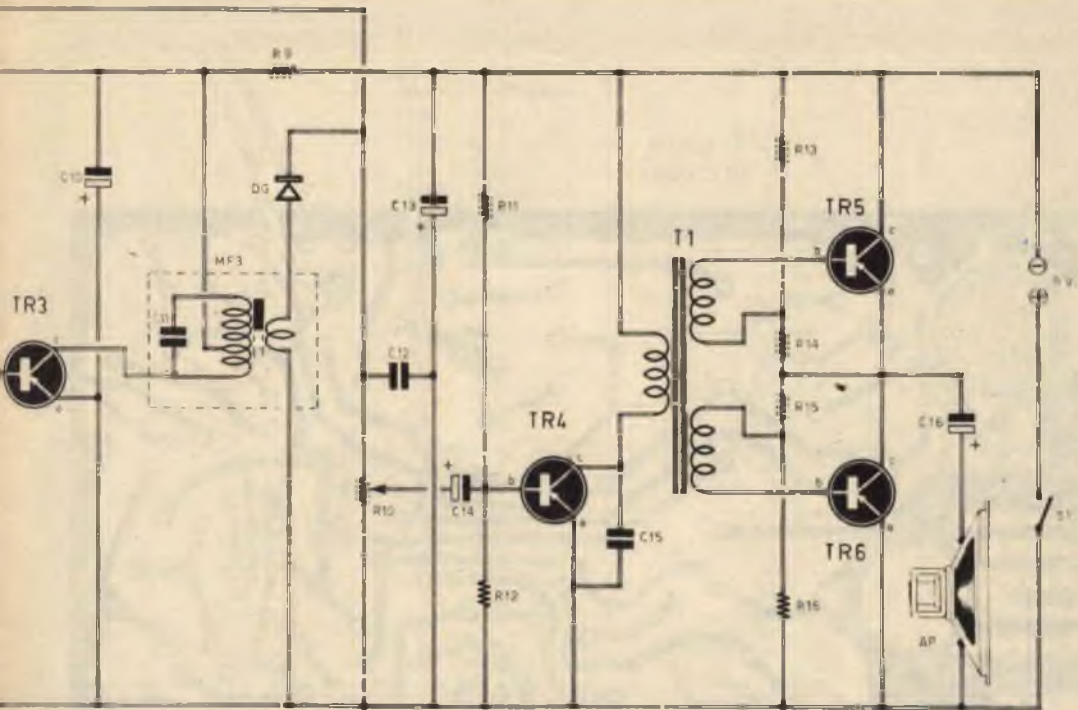 R9
C10
+
DG
C13
+
R11
R13
TR5
c
b
e
T1
MF3
TR3
R14
C12
R15
C16
+
TR4
c
b
e
+
C14
R10
C15
c
b
e
TR6
R12
R16
AP
S1